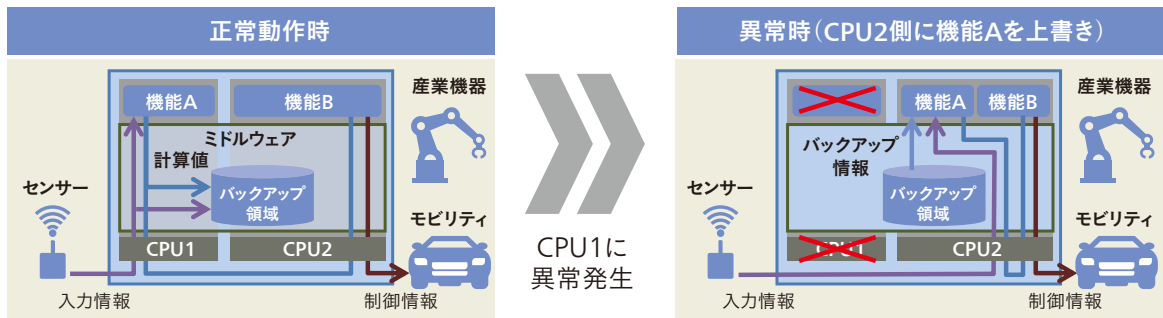 正常動作時
機能A
機能B
ミドルウェア
計算値
バックアップ
領域
センサー
産業機器
モビリティ
CPU1
CPU2
入力情報
制御情報
CPU1に
異常発生
異常時(CPU2側に機能Aを上書き)
機能A
機能B
バックアップ
情報
バックアップ
領域
センサー
産業機器
モビリティ
CPU1
CPU2
入力情報
制御情報